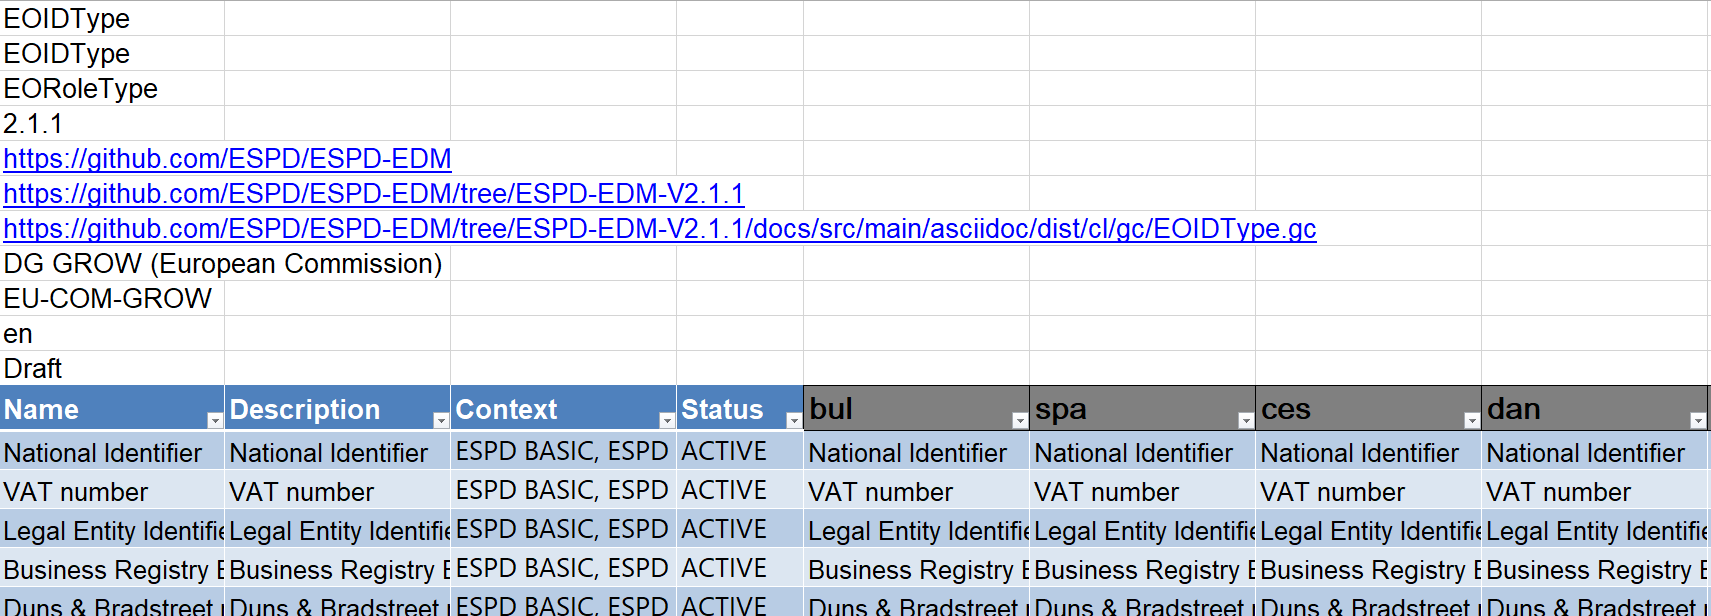 EOIDType
EOIDType
EORoleType
2.1.1
https://github.com/ESPD/ESPD-EDM
https://github.com/ESPD/ESPD-EDM/tree/ESPD-EDM-V2.1.1
https://github.com/ESPD/ESPD-EDM/tree/ESPD-EDM-V2.1.1/docs/src/main/asciidoc/dist/cl/gc/EOIDType.gc
DG GROW (European Commission)
EU-COM-GROW
en
Draft
Name Description Context Status bul spa ces dan
National Identifier National Identifier ESPD BASIC, ESPD ACTIVE National Identifier National Identifier National Identifier National Identifier
VAT number VAT number ESPD BASIC, ESPD ACTIVE VAT number VAT number VAT number VAT number
Legal Entity Identifie Legal Entity Identifie ESPD BASIC, ESPD ACTIVE Legal Entity Identifie Legal Entity Identifie Legal Entity Identifie Legal Entity Identifie
Business Registry E Business Registry E ESPD BASIC, ESPD ACTIVE Business Registry E Business Registry E Business Registry E Business Registry E
Duns & Bradstreet Duns & Bradstreet ESPD BASIC, ESPD ACTIVE Duns & Bradstreet Duns & Bradstreet Duns & Bradstreet Duns & Bradstreet